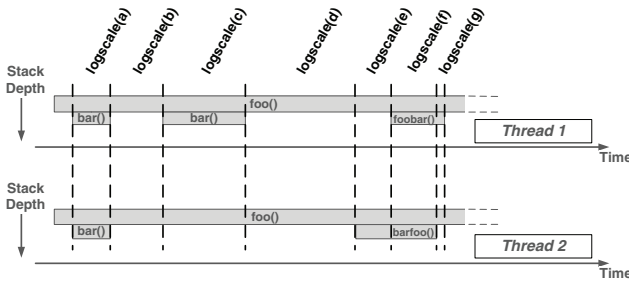 logscale(a)
logscale(b)
logscale(c)
logscale(d)
logscale(e)
logscale(f)
logscale(g)
Stack
Depth
foo()
bar()
bar()
foobar()
Thread 1
Time
Stack
Depth
foo()
bar()
barfoo()
Thread 2
Time